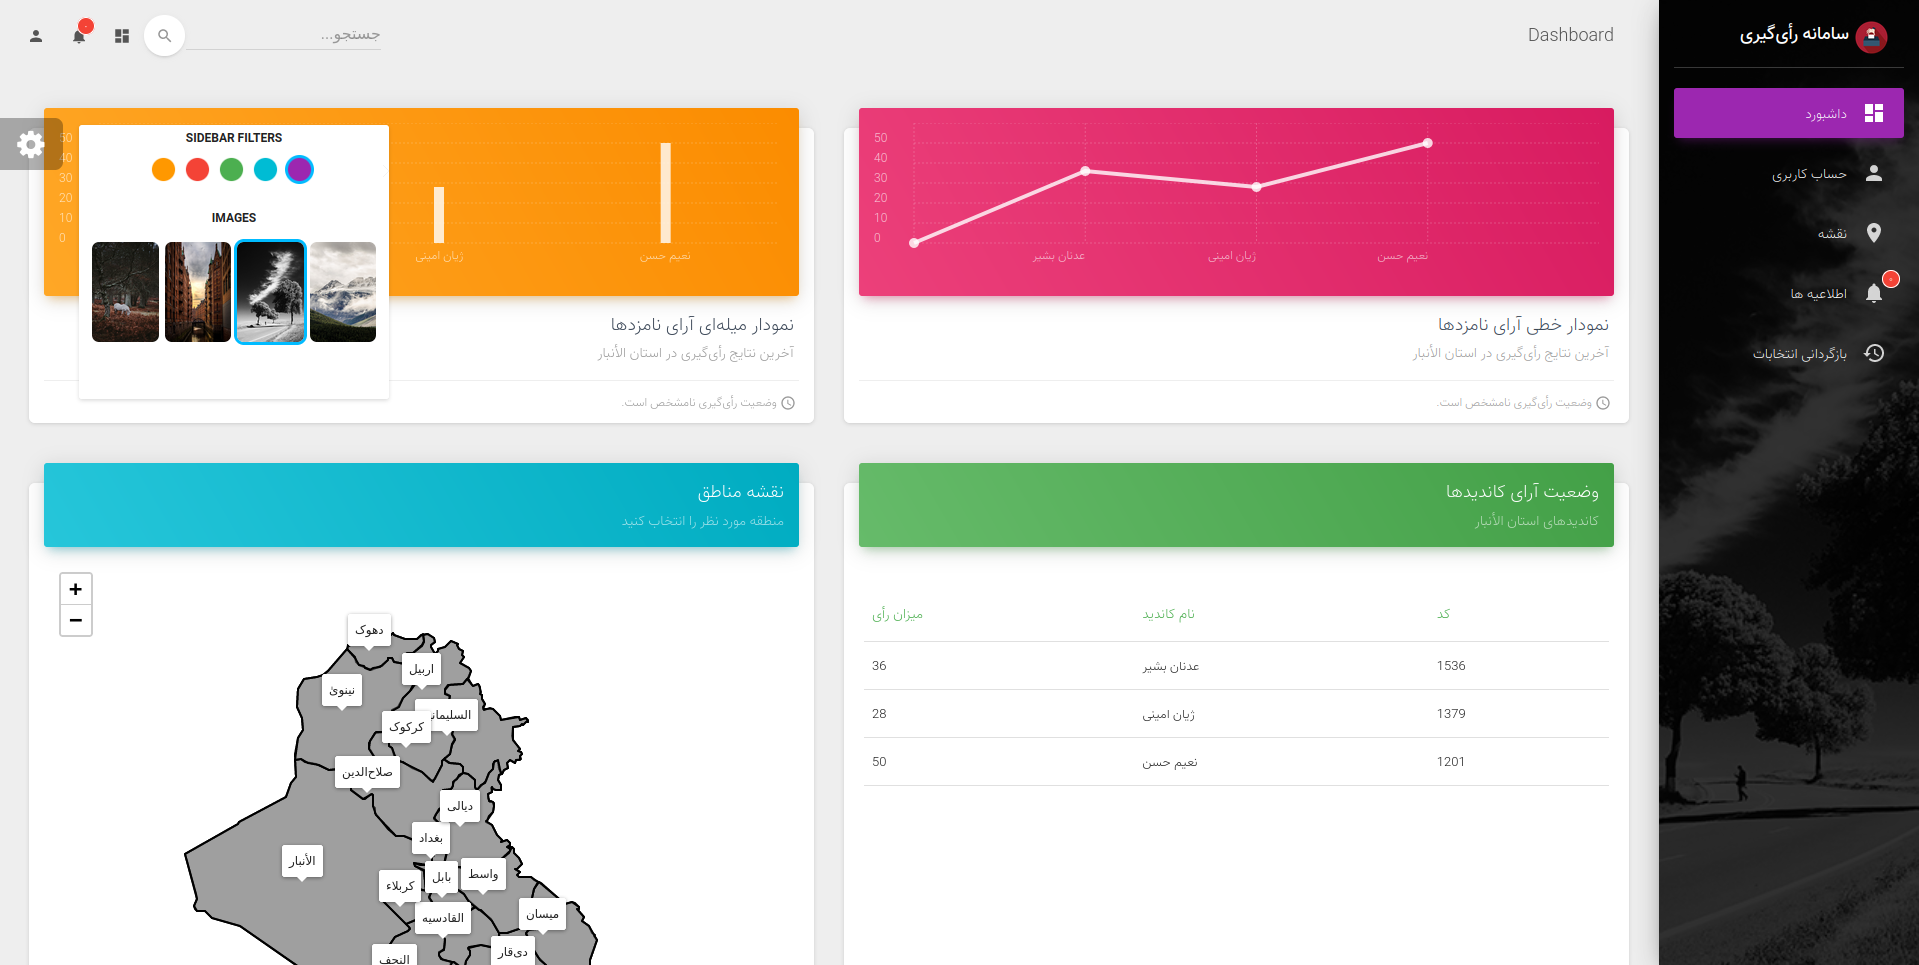 سامانه رأی‌گیری
داشبورد
حساب کاربری
نقشه
اطلاعیه ها
بازگردانی انتخابات
Dashboard
جستجو...
50
40
30
20
10
0
عدنان بشیر
ژیان امینی
نعیم حسن
نمودار خطی آرای نامزدها
آخرین نتایج رأی‌گیری در استان الأنبار
وضعیت رأی‌گیری نامشخص است.
50
40
30
20
10
0
ژیان امینی
نعیم حسن
نمودار میله‌ای آرای نامزدها
آخرین نتایج رأی‌گیری در استان الأنبار
وضعیت رأی‌گیری نامشخص است.
SIDEBAR FILTERS
IMAGES
وضعیت آرای کاندیدها
کاندیدهای استان الأنبار
کد نام کاندید میزان رأی
1536 عدنان بشیر 36
1379 ژیان امینی 28
1201 نعیم حسن 50
نقشه مناطق
منطقه مورد نظر را انتخاب کنید
+
−
دهوک
اربیل
نینوئ
السلیمان
کرکوک
صلاح‌الدین
دیالی
بغداد
الأنبار
واسط
بابل
کربلاء
القادسیه
میسان
ذی‌قار
النجف